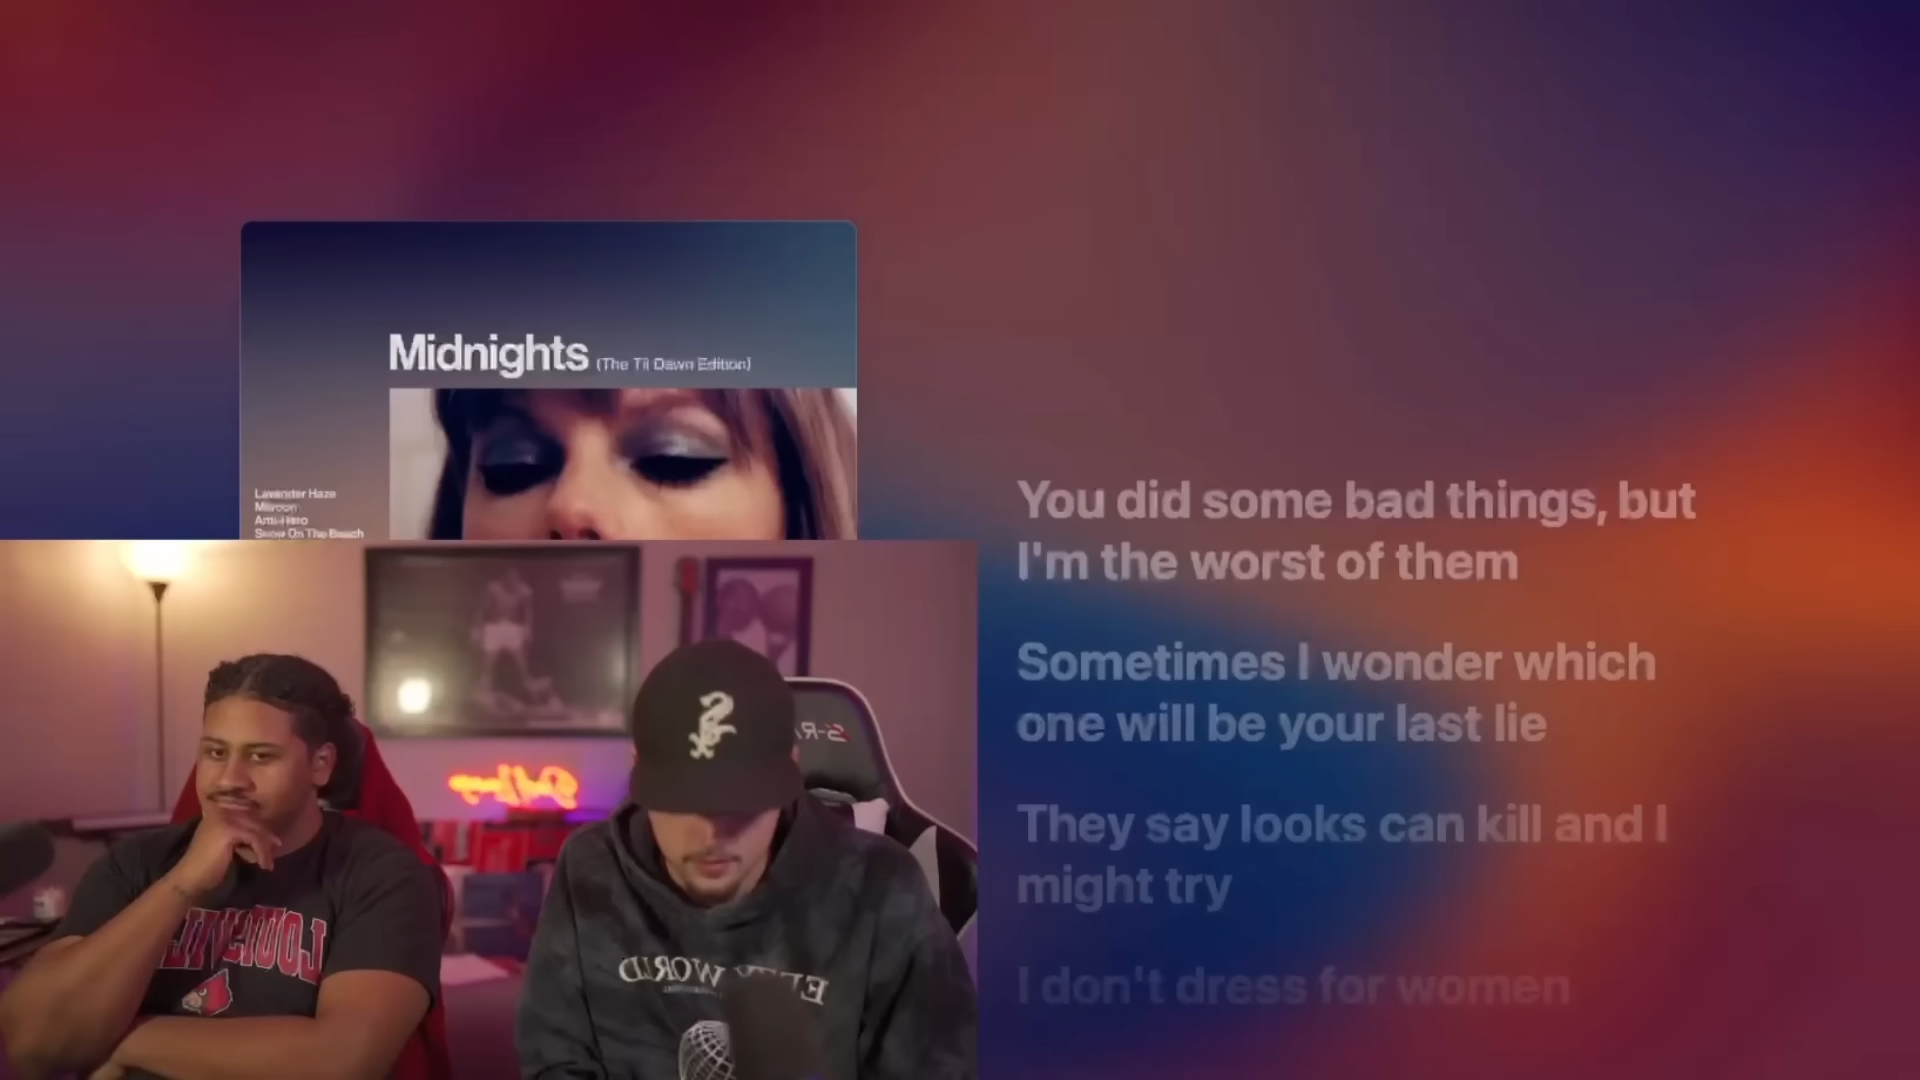 Midnights (The Til Dawn Edition)
Lavender Haze
Maroon
Anti-Hero
Snow On The Beach
You did some bad things, but
I'm the worst of them
Sometimes I wonder which
one will be your last lie
They say looks can kill and I
might try
I don't dress for women
LOUISVILLE
WORLD